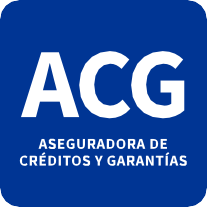 ACG
ASEGURADORA DE
CRÉDITOS Y GARANTÍAS